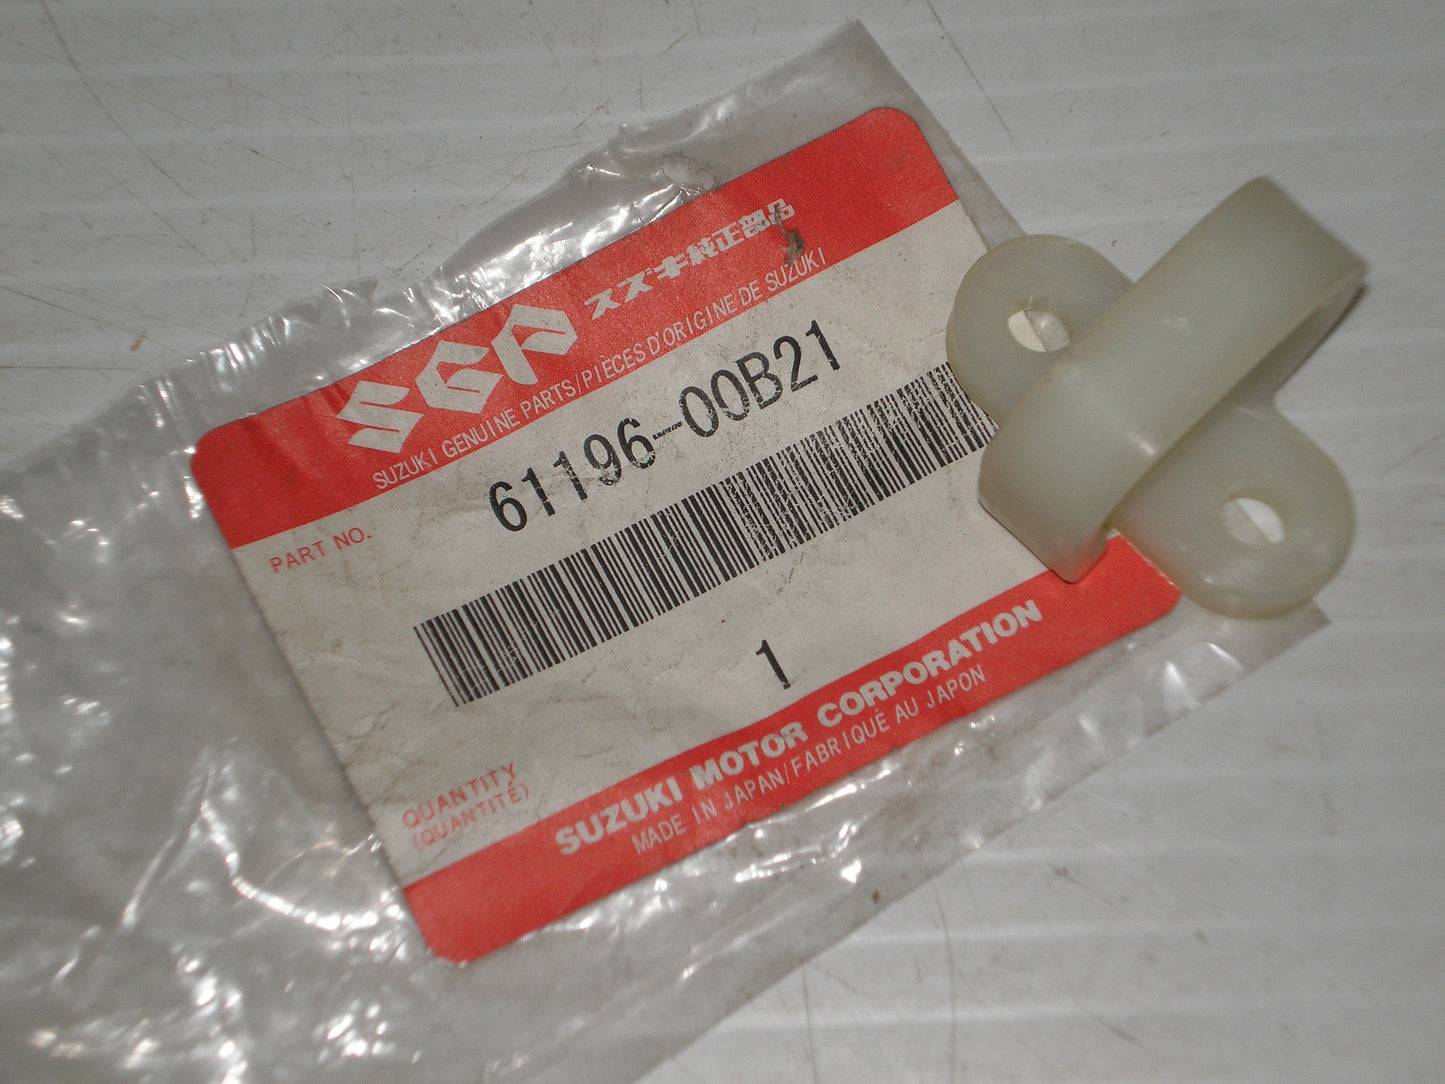 スズキ純正部品
SGP
SUZUKI GENUINE PARTS/PIÈCES D'ORIGINE DE SUZUKI
PART NO.
61196-00B21
1
QUANTITY
(QUANTITÉ)
SUZUKI MOTOR CORPORATION
MADE IN JAPAN/FABRIQUÉ AU JAPON